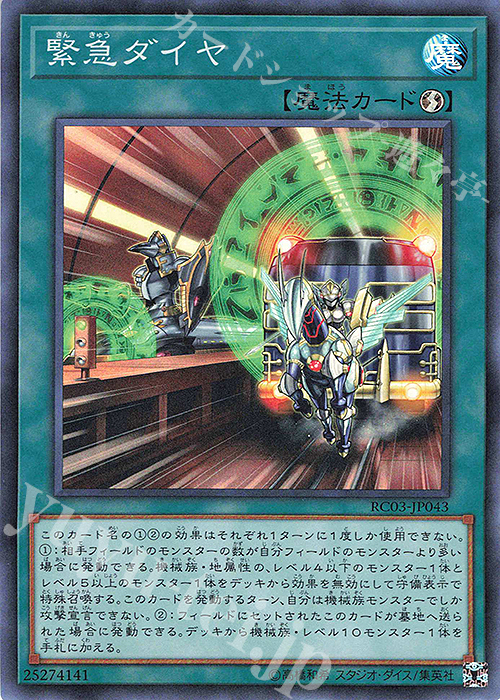 緊急ダイヤ
魔
【魔法カード】
RC03-JP043
このカード名の①②の効果はそれぞれ1ターンに1度しか使用できない。
①：相手フィールドのモンスターの数が自分フィールドのモンスターより多い
場合に発動できる。機械族・地属性の、レベル4以下のモンスター1体と
レベル5以上のモンスター1体をデッキから効果を無効にして守備表示で
特殊召喚する。このカードを発動するターン、自分は機械族モンスターでしか
攻撃宣言できない。②：フィールドにセットされたこのカードが墓地へ送ら
れた場合に発動できる。デッキから機械族・レベル10モンスター1体を
手札に加える。
25274141
©高橋和希 スタジオ・ダイス/集英社